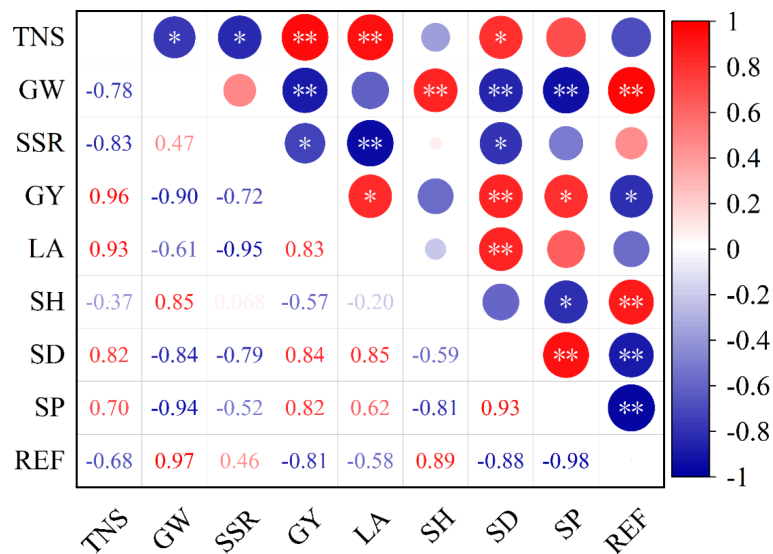 TNS * * ** ** * 1
GW -0.78 ** ** ** ** ** 0.8
SSR -0.83 0.47 * ** * 0.6
GY 0.96 -0.90 -0.72 * ** * * 0.4
0.2
LA 0.93 -0.61 -0.95 0.83 ** 0
SH -0.37 0.85 0.068 -0.57 -0.20 * ** -0.2
SD 0.82 -0.84 -0.79 0.84 0.85 -0.59 ** ** -0.4
-0.6
SP 0.70 -0.94 -0.52 0.82 0.62 -0.81 0.93 ** -0.8
REF -0.68 0.97 0.46 -0.81 -0.58 0.89 -0.88 -0.98 -1
TNS GW SSR GY LA SH SD SP REF